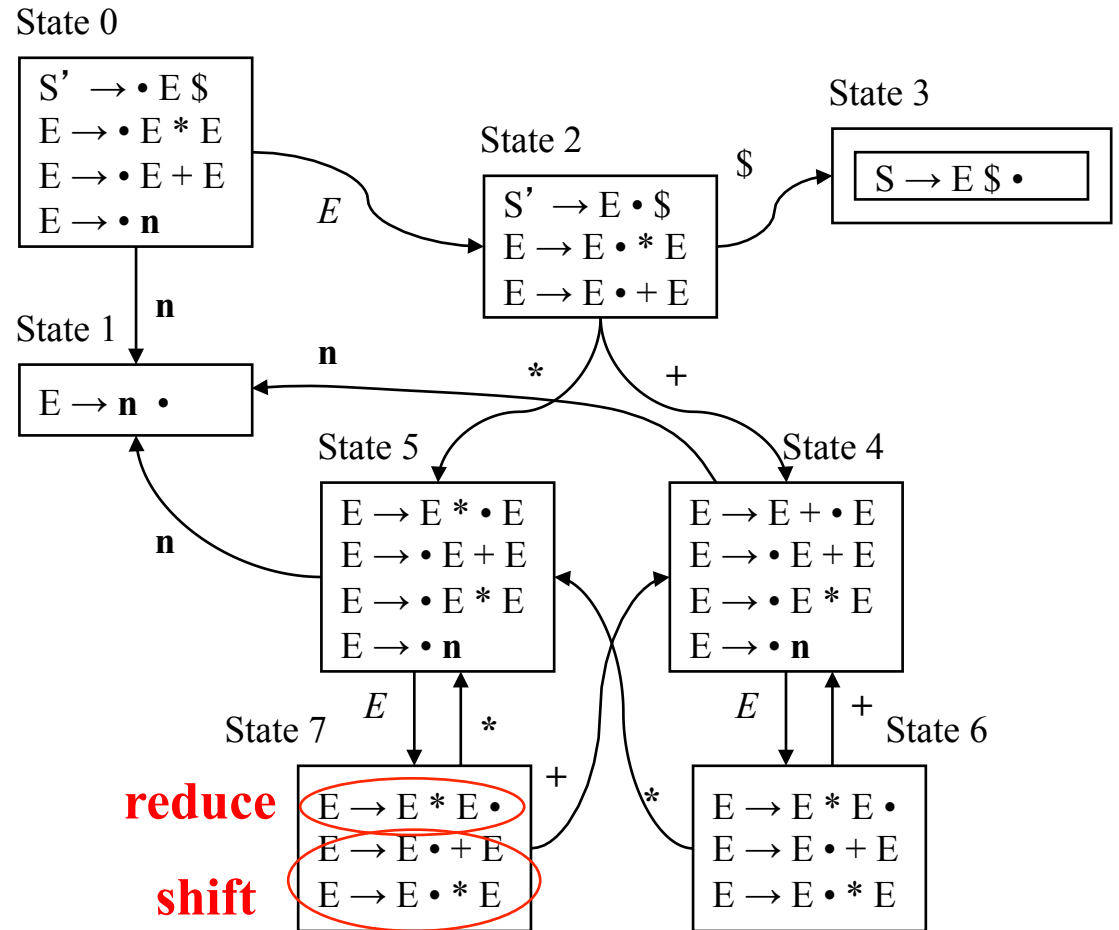 State 0
S’ → • E $
E → • E * E
E → • E + E
E → • n
E
n
State 1
E → n •
State 2
S’ → E • $
E → E • * E
E → E • + E
$
State 3
S → E $ •
n
*
+
n
State 5
E → E * • E
E → • E + E
E → • E * E
E → • n
State 4
E → E + • E
E → • E + E
E → • E * E
E → • n
E
*
+
State 7
reduce
shift
E → E * E •
E → E • + E
E → E • * E
*
E
+
State 6
E → E * E •
E → E • + E
E → E • * E